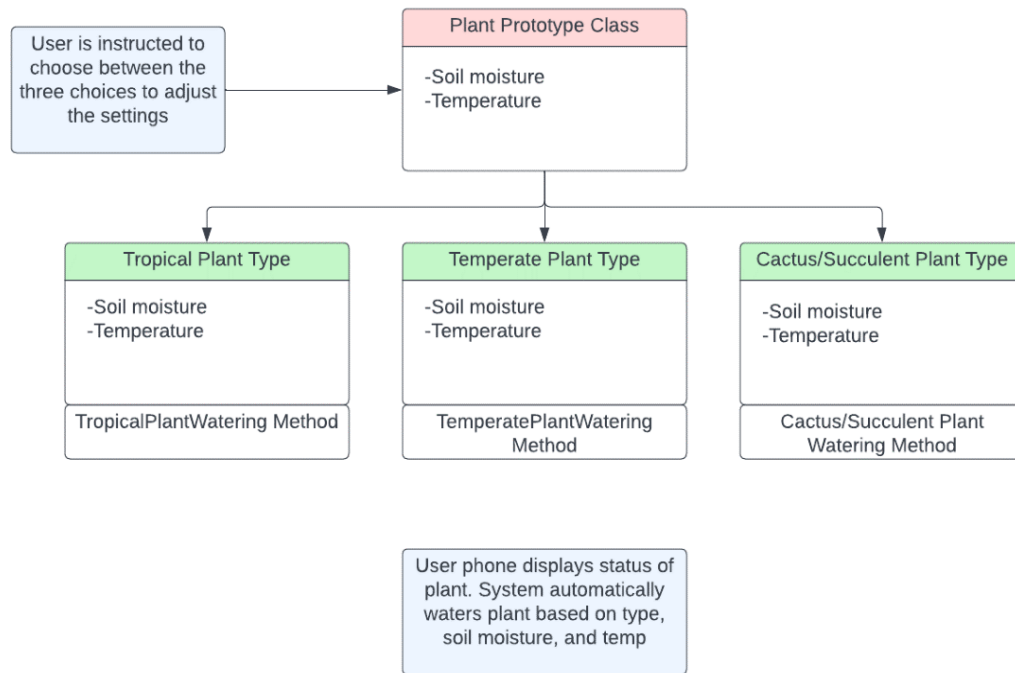 Plant Prototype Class
User is instructed to
choose between the
three choices to adjust
the settings
-Soil moisture
-Temperature
Tropical Plant Type
-Soil moisture
-Temperature
TropicalPlantWatering Method
Temperate Plant Type
-Soil moisture
-Temperature
TemperatePlantWatering
Method
Cactus/Succulent Plant Type
-Soil moisture
-Temperature
Cactus/Succulent Plant
Watering Method
User phone displays status of
plant. System automatically
waters plant based on type,
soil moisture, and temp